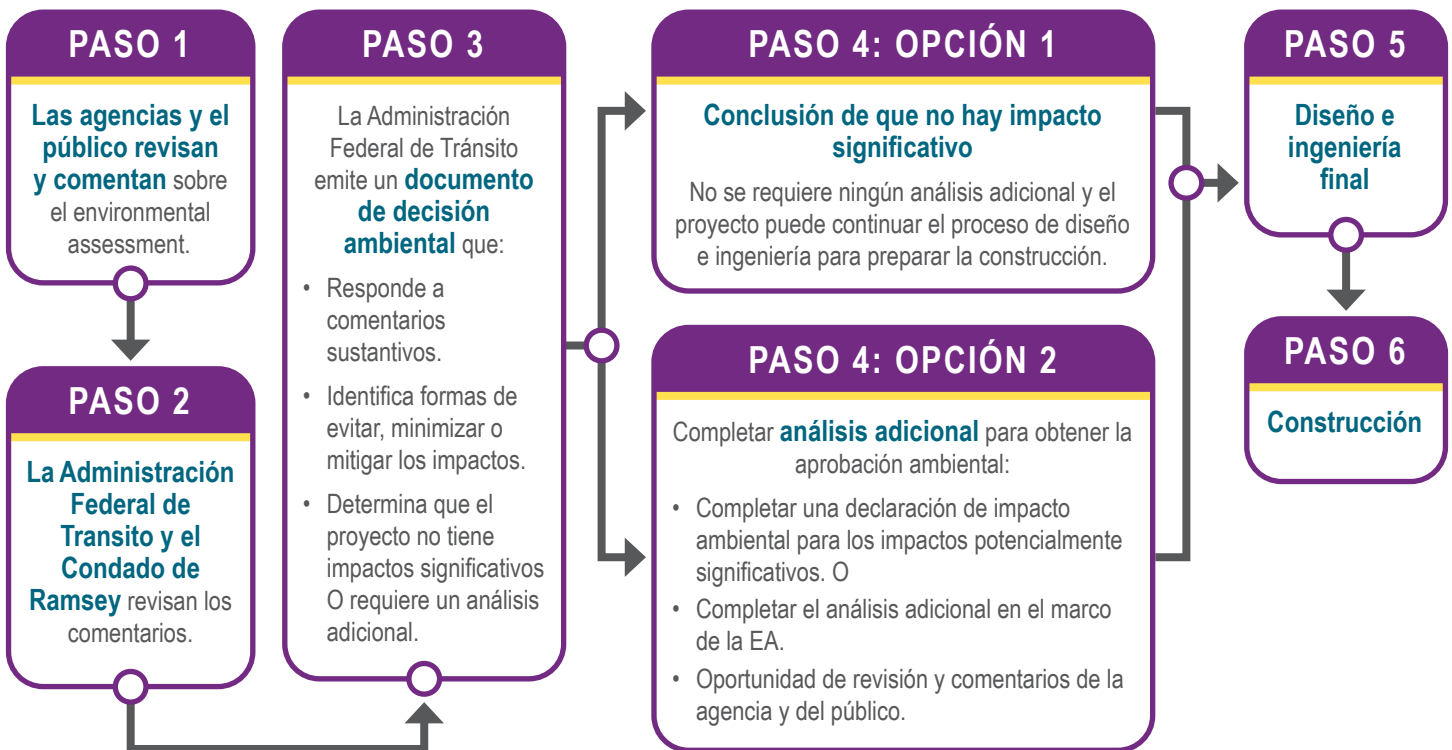 PASO 1
Las agencias y el
público revisan
y comentan sobre
el environmental
assessment.
PASO 2
La Administración
Federal de
Transito y el
Condado de
Ramsey revisan los
comentarios.
PASO 3
La Administración
Federal de Tránsito
emite un documento
de decisión
ambiental que:
• Responde a
comentarios
sustantivos.
• Identifica formas de
evitar, minimizar o
mitigar los impactos.
• Determina que el
proyecto no tiene
impactos significativos
O requiere un análisis
adicional.
PASO 4: OPCIÓN 1
Conclusión de que no hay impacto
significativo
No se requiere ningún análisis adicional y el
proyecto puede continuar el proceso de diseño
e ingeniería para preparar la construcción.
PASO 4: OPCIÓN 2
Completar análisis adicional para obtener la
aprobación ambiental:
• Completar una declaración de impacto
ambiental para los impactos potencialmente
significativos. O
• Completar el análisis adicional en el marco
de la EA.
• Oportunidad de revisión y comentarios de la
agencia y del público.
PASO 5
Diseño e
ingeniería
final
PASO 6
Construcción